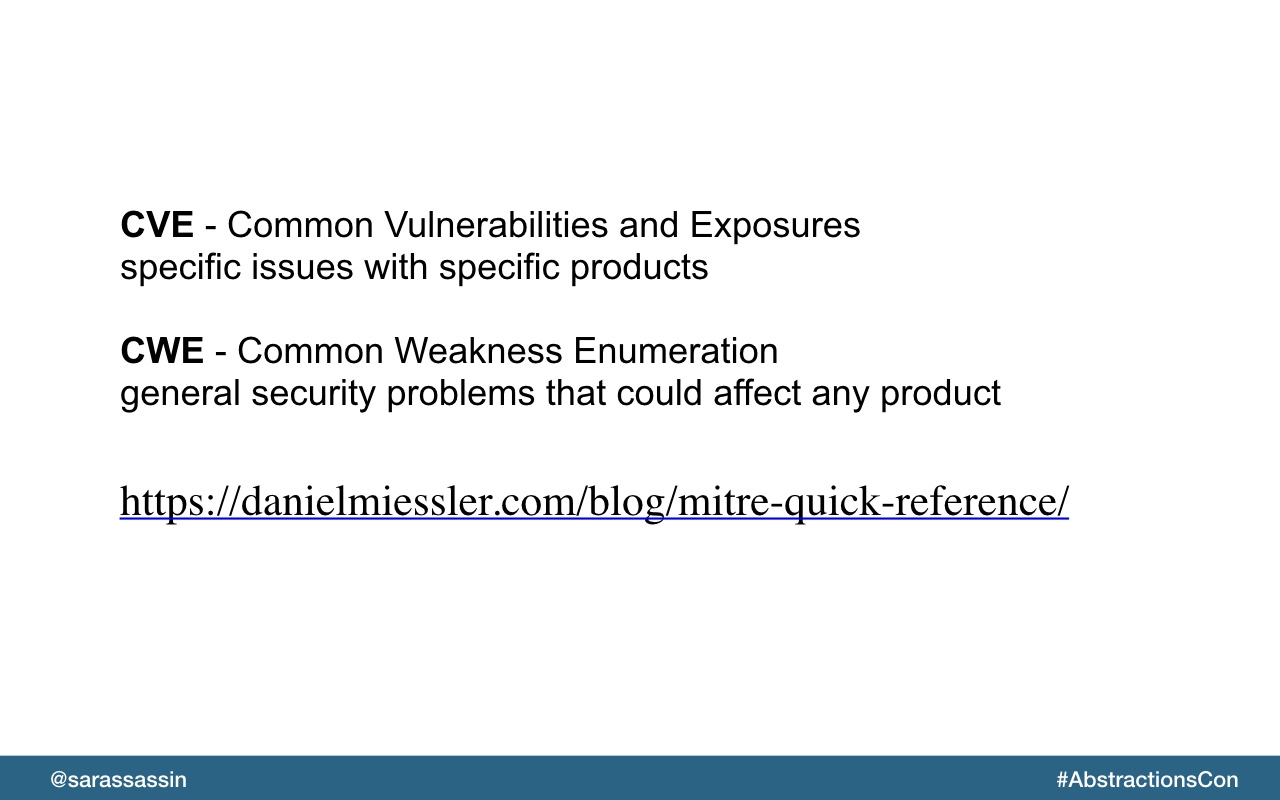 CVE - Common Vulnerabilities and Exposures
specific issues with specific products
CWE - Common Weakness Enumeration
general security problems that could affect any product
https://danielmiessler.com/blog/mitre-quick-reference/
@sarassassin
#AbstractionsCon